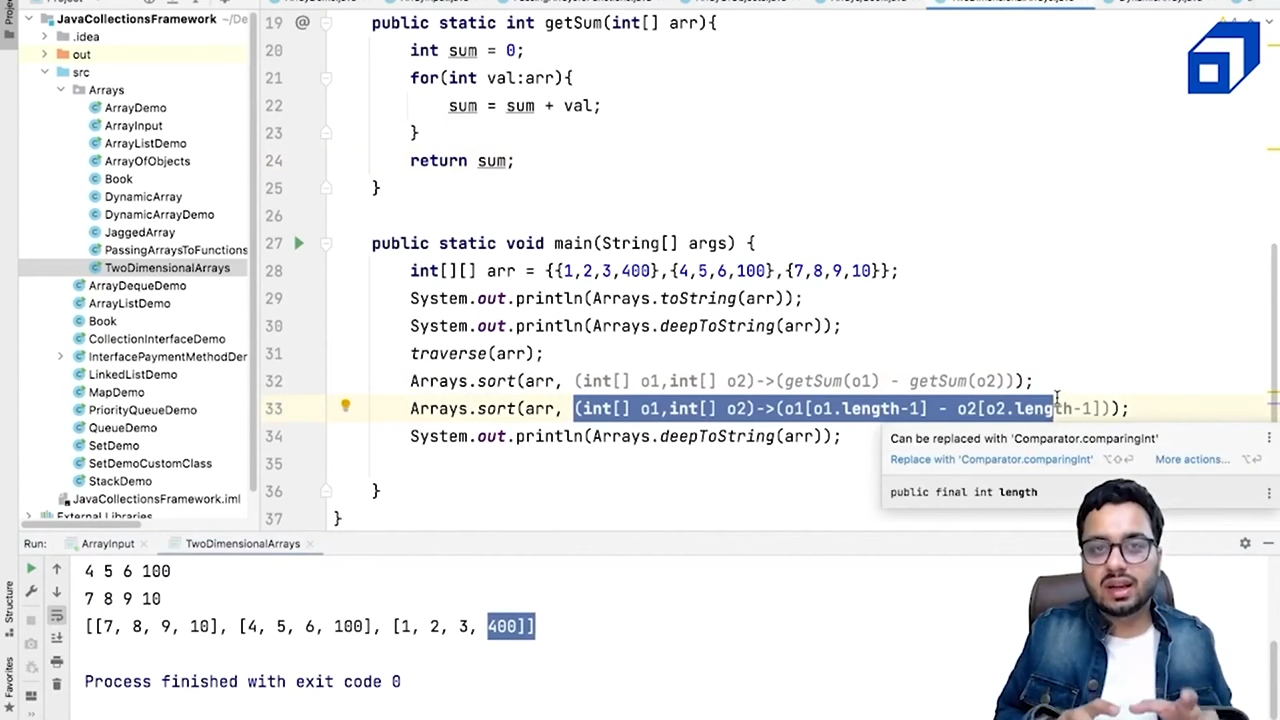 JavaCollectionsFramework ~/De
.idea
out
src
Arrays
ArrayDemo
ArrayInput
ArrayListDemo
ArrayOfObjects
Book
DynamicArray
DynamicArrayDemo
JaggedArray
PassingArraysToFunctions
TwoDimensionalArrays
ArrayDequeDemo
ArrayListDemo
Book
CollectionInterfaceDemo
InterfacePaymentMethodDer
LinkedListDemo
MapDemo
PriorityQueueDemo
QueueDemo
SetDemo
SetDemoCustomClass
StackDemo
JavaCollectionsFramework.iml
External Libraries
19 @ public static int getSum(int[] arr){
20 int sum = 0;
21 for(int val:arr){
22 sum = sum + val;
23 }
24 return sum;
25 }
26
27 public static void main(String[] args) {
28 int[][] arr = {{1,2,3,400},{4,5,6,100},{7,8,9,10}};
29 System.out.println(Arrays.toString(arr));
30 System.out.println(Arrays.deepToString(arr));
31 traverse(arr);
32 Arrays.sort(arr, (int[] o1,int[] o2)->(getSum(o1) - getSum(o2)));
33 Arrays.sort(arr, (int[] o1,int[] o2)->(o1[o1.length-1] - o2[o2.length-1]));
34 System.out.println(Arrays.deepToString(arr));
35
36 }
37 }
Can be replaced with 'Comparator.comparingInt'
Replace with 'Comparator.comparingInt' More actions...
public final int length
Run: ArrayInput TwoDimensionalArrays
4 5 6 100
7 8 9 10
[[7, 8, 9, 10], [4, 5, 6, 100], [1, 2, 3, 400]]
Process finished with exit code 0
Structure
Favorites